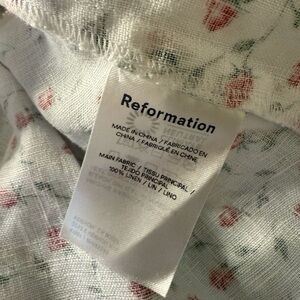 Reformation
MADE IN CHINA / FABRICADO EN
CHINA / FABRIQUÉ EN CHINE
MAIN FABRIC / TISSU PRINCIPAL /
TEJIDO PRINCIPAL
100% LINEN / LIN / LINO